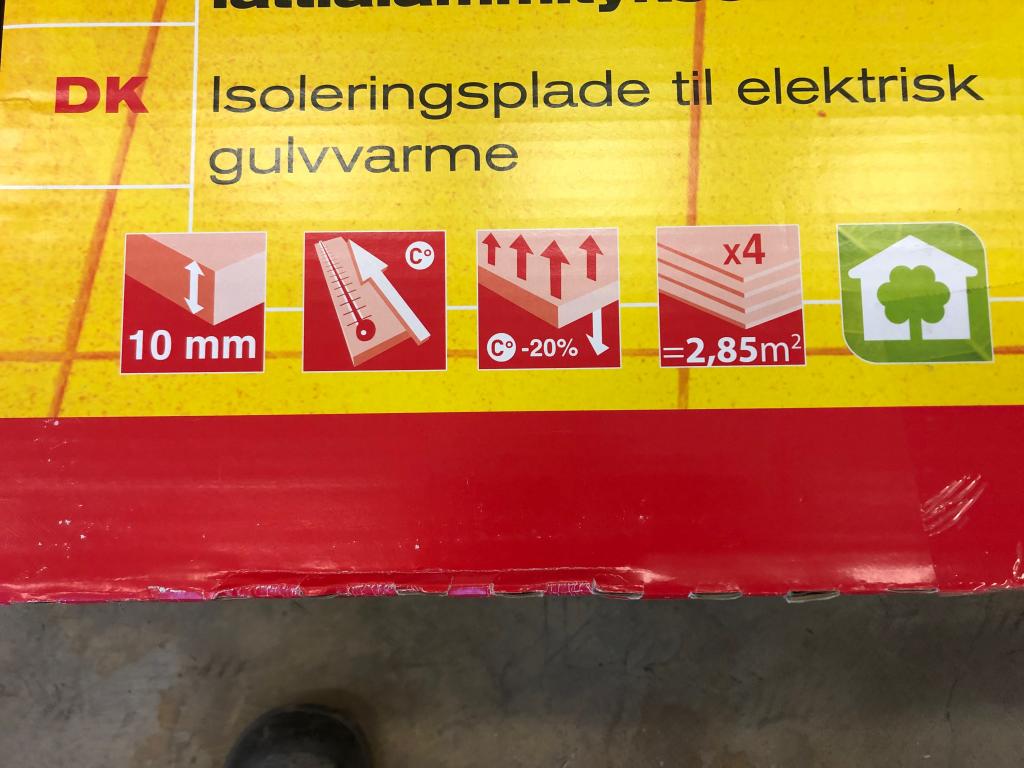 DK
Isoleringsplade til elektrisk
gulvvarme
10 mm
C°
C° -20%
x4
=2,85m²